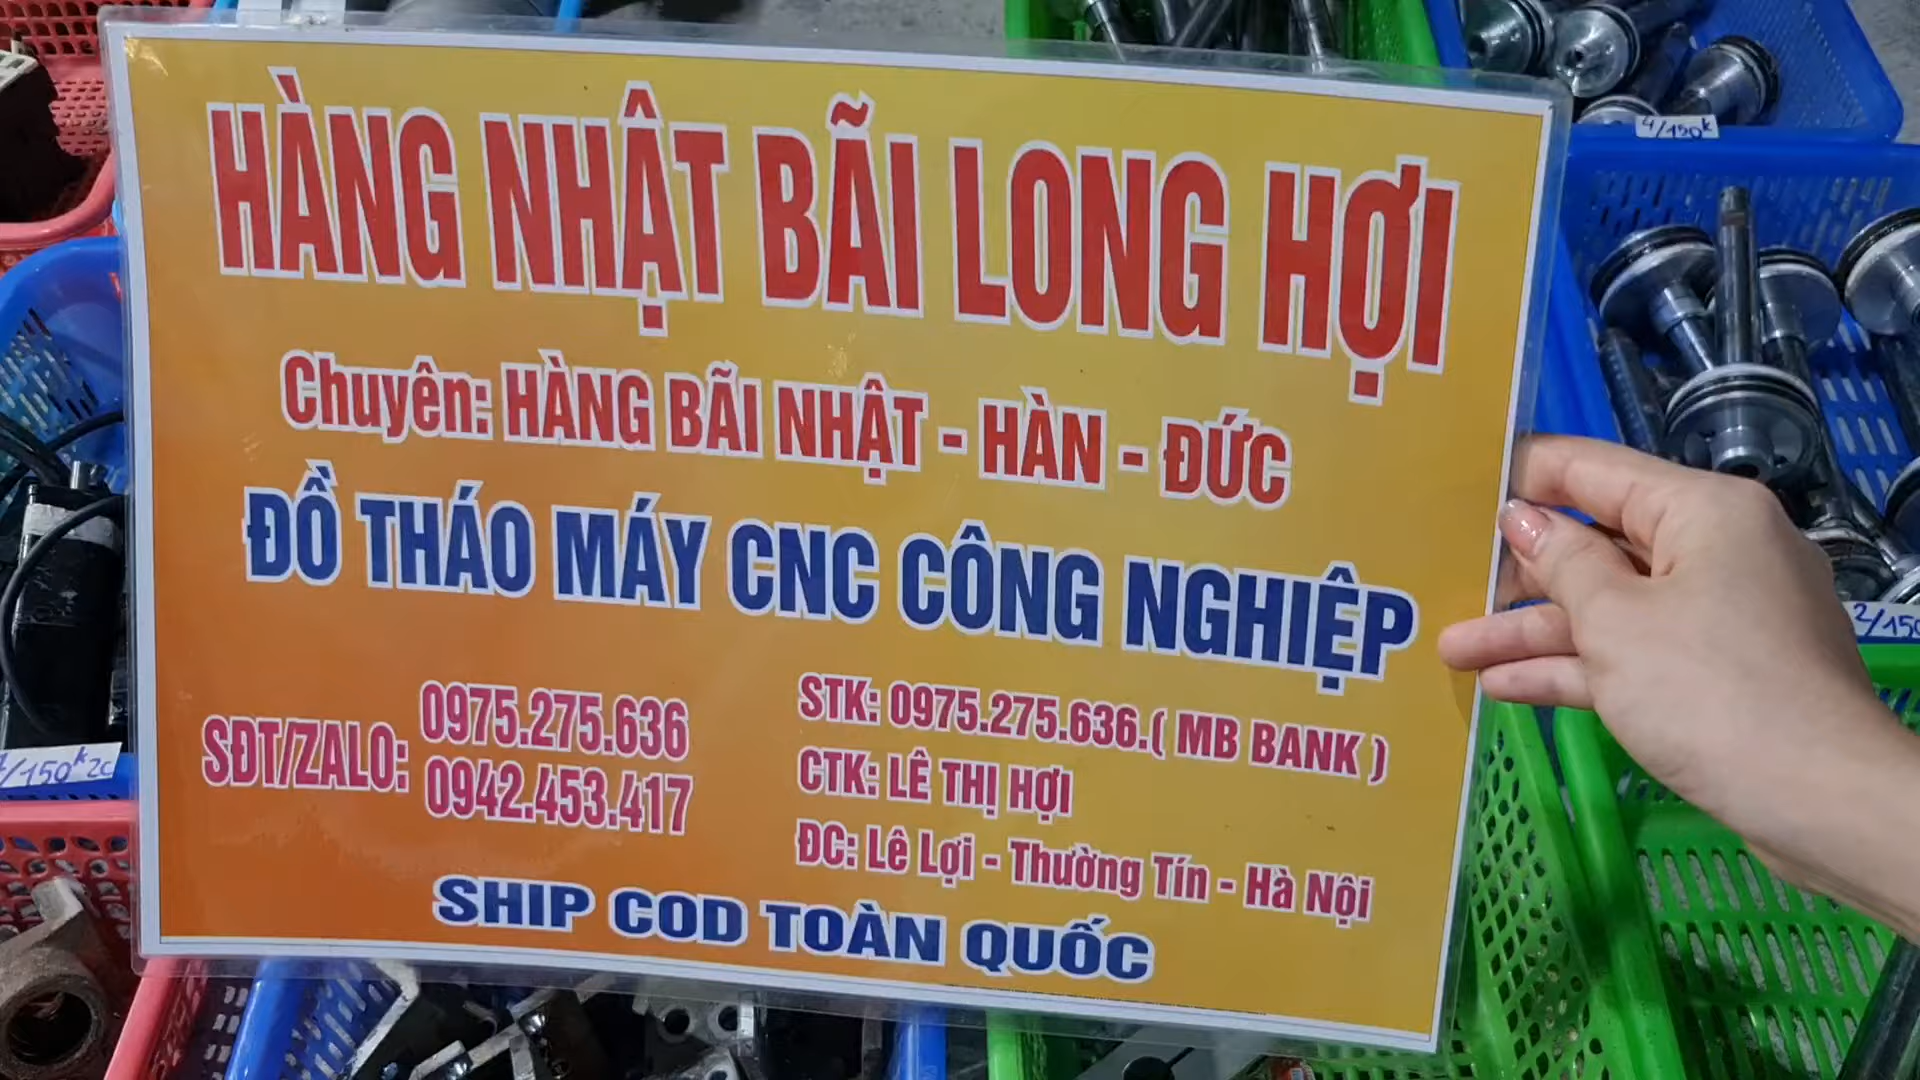 HÀNG NHẬT BÃI LONG HỢI
Chuyên: HÀNG BÃI NHẬT - HÀN - ĐỨC
ĐỒ THÁO MÁY CNC CÔNG NGHIỆP
SĐT/ZALO: 0975.275.636
0942.453.417
STK: 0975.275.636.( MB BANK )
CTK: LÊ THỊ HỢI
ĐC: Lê Lợi - Thường Tín - Hà Nội
SHIP COD TOÀN QUỐC
4/150k